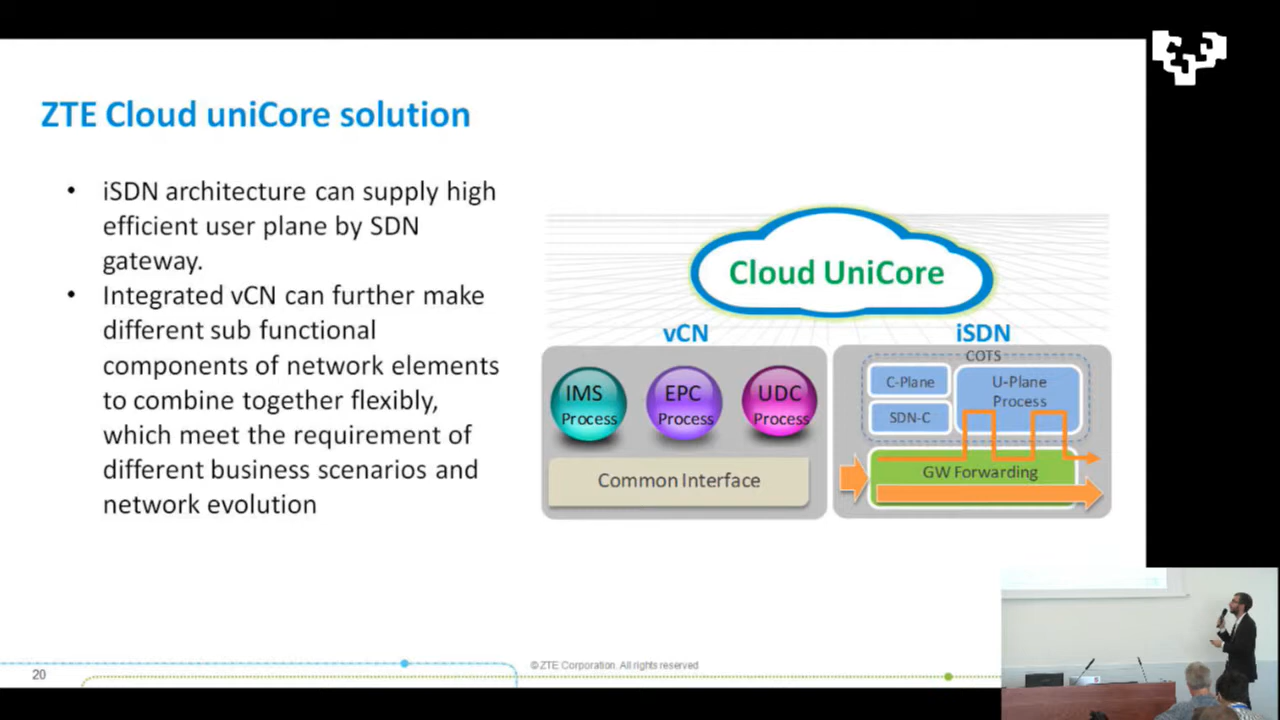 ZTE Cloud uniCore solution
• iSDN architecture can supply high
efficient user plane by SDN
gateway.
• Integrated vCN can further make
different sub functional
components of network elements
to combine together flexibly,
which meet the requirement of
different business scenarios and
network evolution
Cloud UniCore
vCN
IMS
Process
EPC
Process
UDC
Process
Common Interface
iSDN
COTS
C-Plane
SDN-C
U-Plane
Process
GW Forwarding
20
© ZTE Corporation. All rights reserved